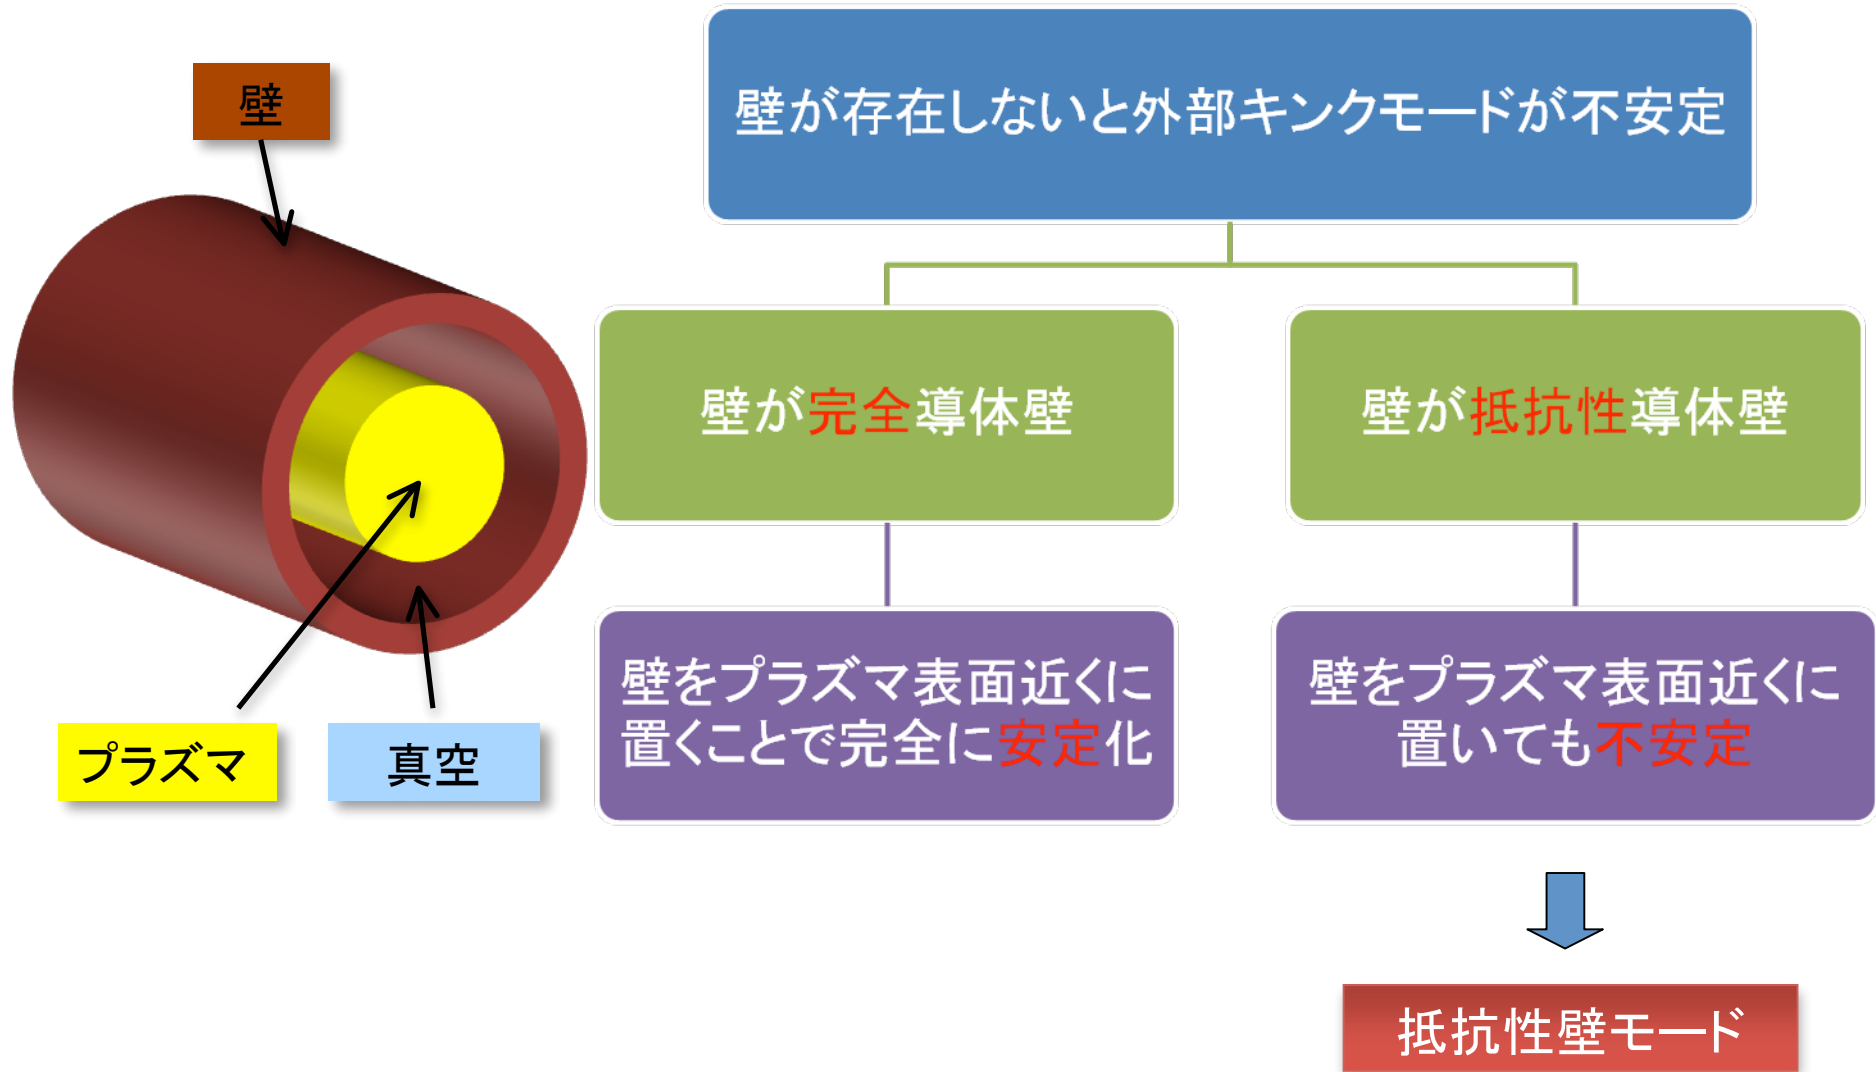 壁
プラズマ
真空
壁が存在しないと外部キンクモードが不安定
壁が完全導体壁
壁が抵抗性導体壁
壁をプラズマ表面近くに
置くことで完全に安定化
壁をプラズマ表面近くに
置いても不安定
抵抗性壁モード